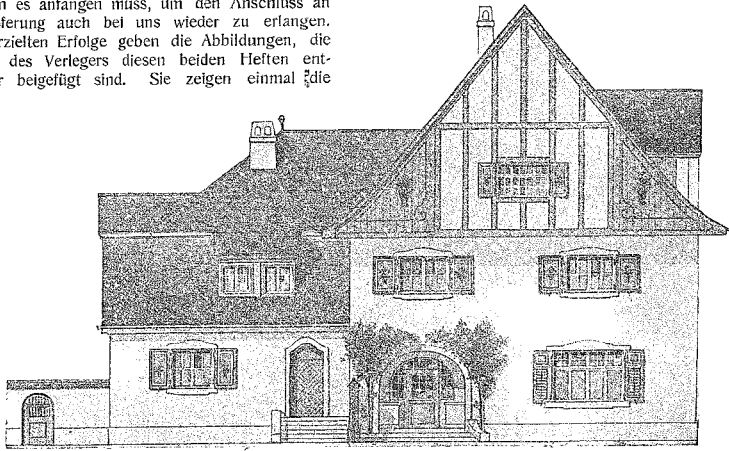 es anfangen muss, um den Anschluss an
ferung auch bei uns wieder zu erlangen.
rzielten Erfolge geben die Abbildungen, die
des Verlegers diesen beiden Heften ent-
beigefügt sind. Sie zeigen einmal die